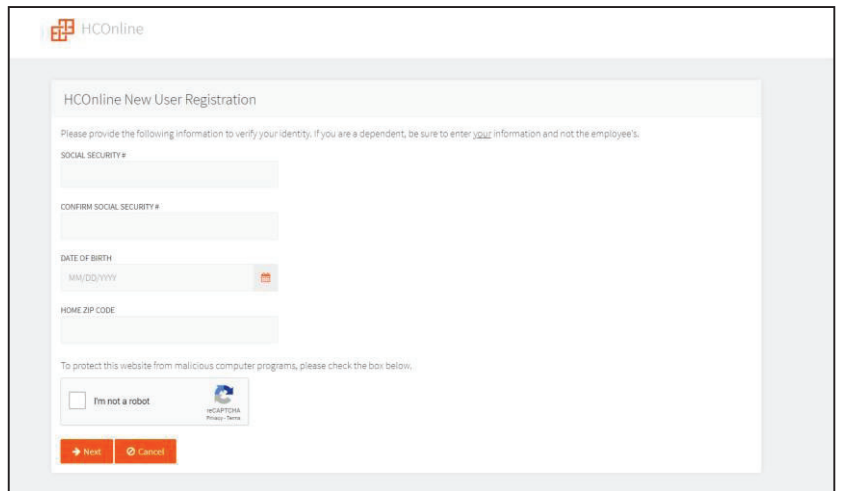 HCOnline
HCOnline New User Registration
Please provide the following information to verify your identity. If you are a dependent, be sure to enter your information and not the employee's.
SOCIAL SECURITY #
CONFIRM SOCIAL SECURITY #
DATE OF BIRTH
MM/DD/YYYY
HOME ZIP CODE
To protect this website from malicious computer programs, please check the box below.
I'm not a robot
reCAPTCHA
Privacy - Terms
Next Cancel